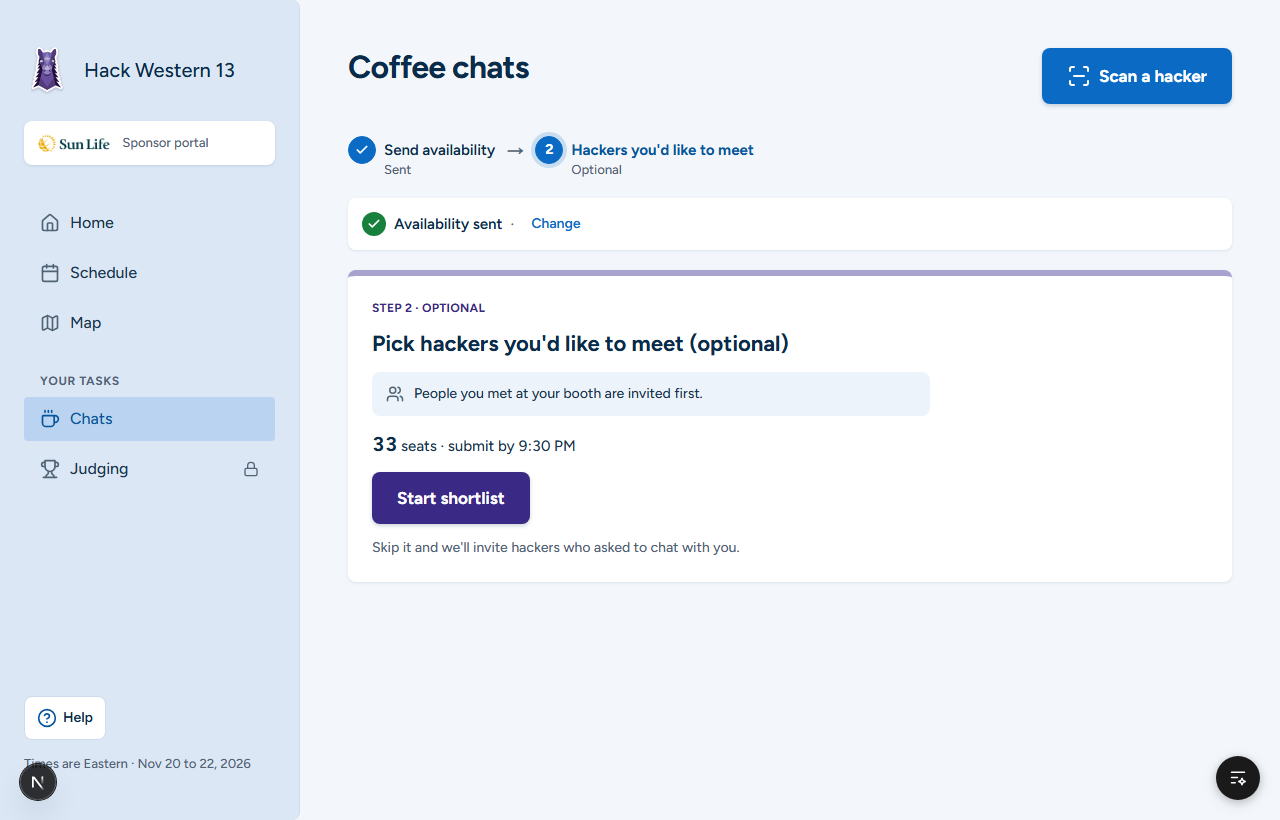 Hack Western 13
Sun Life Sponsor portal
Home
Schedule
Map
YOUR TASKS
Chats
Judging
Help
Times are Eastern · Nov 20 to 22, 2026
N
Coffee chats
Scan a hacker
Send availability → 2 Hackers you'd like to meet
Sent Optional
Availability sent · Change
STEP 2 · OPTIONAL
Pick hackers you'd like to meet (optional)
People you met at your booth are invited first.
33 seats · submit by 9:30 PM
Start shortlist
Skip it and we'll invite hackers who asked to chat with you.